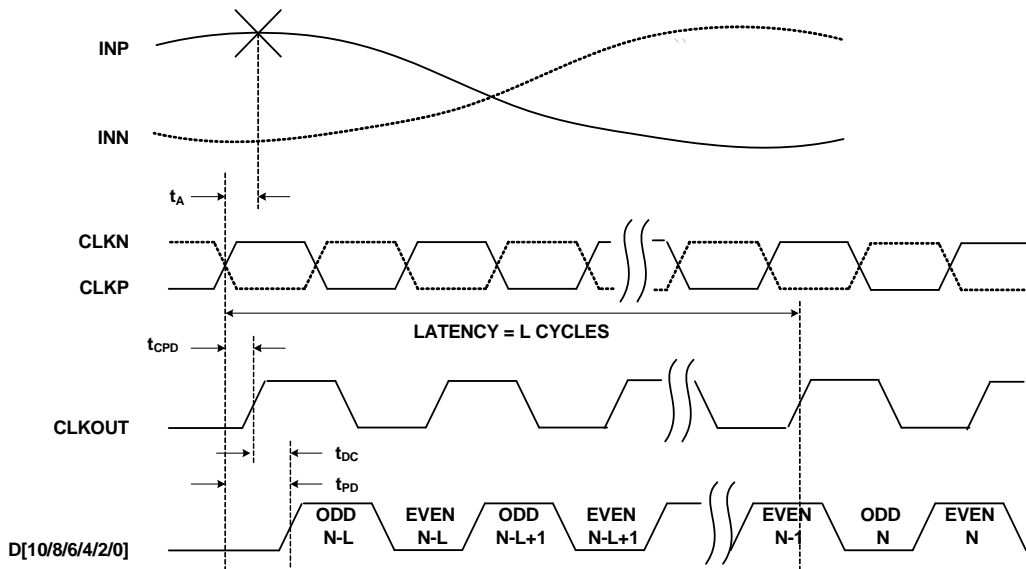 INP
INN
tA
CLKN
CLKP
LATENCY = L CYCLES
tCPD
CLKOUT
tDC
tPD
ODD N-L
EVEN N-L
ODD N-L+1
EVEN N-L+1
EVEN N-1
ODD N
EVEN N
D[10/8/6/4/2/0]